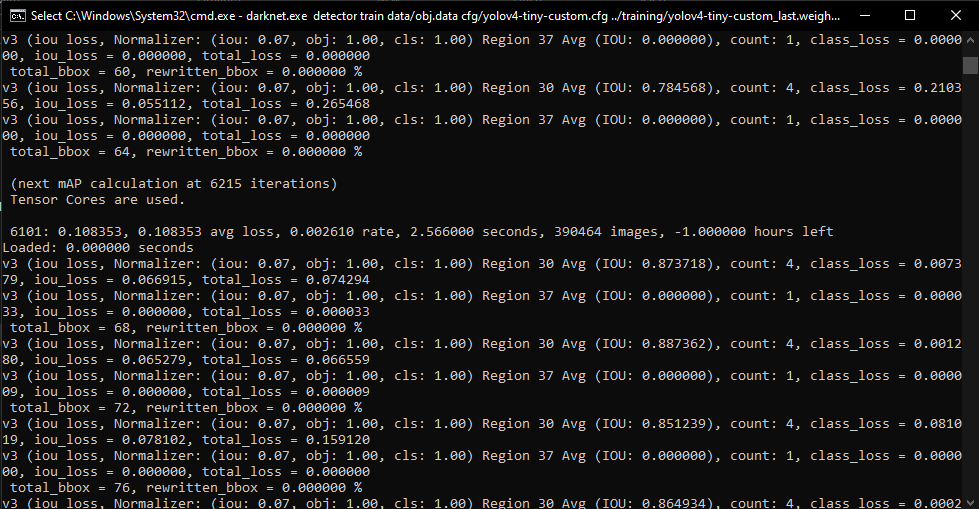 Select C:\Windows\System32\cmd.exe - darknet.exe  detector train data/obj.data cfg/yolov4-tiny-custom.cfg ../training/yolov4-tiny-custom_last.weigh...
v3 (iou loss, Normalizer: (iou: 0.07, obj: 1.00, cls: 1.00) Region 37 Avg (IOU: 0.000000), count: 1, class_loss = 0.0000
00, iou_loss = 0.000000, total_loss = 0.000000
 total_bbox = 60, rewritten_bbox = 0.000000 %
v3 (iou loss, Normalizer: (iou: 0.07, obj: 1.00, cls: 1.00) Region 30 Avg (IOU: 0.784568), count: 4, class_loss = 0.2103
56, iou_loss = 0.055112, total_loss = 0.265468
v3 (iou loss, Normalizer: (iou: 0.07, obj: 1.00, cls: 1.00) Region 37 Avg (IOU: 0.000000), count: 1, class_loss = 0.0000
00, iou_loss = 0.000000, total_loss = 0.000000
 total_bbox = 64, rewritten_bbox = 0.000000 %
 (next mAP calculation at 6215 iterations)
 Tensor Cores are used.
 6101: 0.108353, 0.108353 avg loss, 0.002610 rate, 2.566000 seconds, 390464 images, -1.000000 hours left
Loaded: 0.000000 seconds
v3 (iou loss, Normalizer: (iou: 0.07, obj: 1.00, cls: 1.00) Region 30 Avg (IOU: 0.873718), count: 4, class_loss = 0.0073
79, iou_loss = 0.066915, total_loss = 0.074294
v3 (iou loss, Normalizer: (iou: 0.07, obj: 1.00, cls: 1.00) Region 37 Avg (IOU: 0.000000), count: 1, class_loss = 0.0000
33, iou_loss = 0.000000, total_loss = 0.000033
 total_bbox = 68, rewritten_bbox = 0.000000 %
v3 (iou loss, Normalizer: (iou: 0.07, obj: 1.00, cls: 1.00) Region 30 Avg (IOU: 0.887362), count: 4, class_loss = 0.0012
80, iou_loss = 0.065279, total_loss = 0.066559
v3 (iou loss, Normalizer: (iou: 0.07, obj: 1.00, cls: 1.00) Region 37 Avg (IOU: 0.000000), count: 1, class_loss = 0.0000
09, iou_loss = 0.000000, total_loss = 0.000009
 total_bbox = 72, rewritten_bbox = 0.000000 %
v3 (iou loss, Normalizer: (iou: 0.07, obj: 1.00, cls: 1.00) Region 30 Avg (IOU: 0.851239), count: 4, class_loss = 0.0810
19, iou_loss = 0.078102, total_loss = 0.159120
v3 (iou loss, Normalizer: (iou: 0.07, obj: 1.00, cls: 1.00) Region 37 Avg (IOU: 0.000000), count: 1, class_loss = 0.0000
00, iou_loss = 0.000000, total_loss = 0.000000
 total_bbox = 76, rewritten_bbox = 0.000000 %
v3 (iou loss, Normalizer: (iou: 0.07, obj: 1.00, cls: 1.00) Region 30 Avg (IOU: 0.864934), count: 4, class_loss = 0.0002